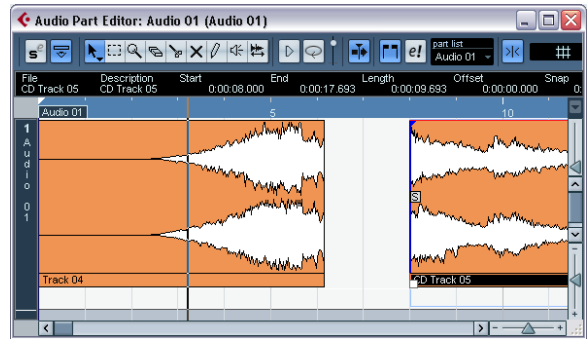 Audio Part Editor: Audio 01 (Audio 01)
s e e! part list
Audio 01
File Description Start End Length Offset Snap
CD Track 05 CD Track 05 0:00:08.000 0:00:17.693 0:00:09.693 0:00:00.000 0:
Audio 01 5 10
1
Audio 01
S
Track 04 CD Track 05